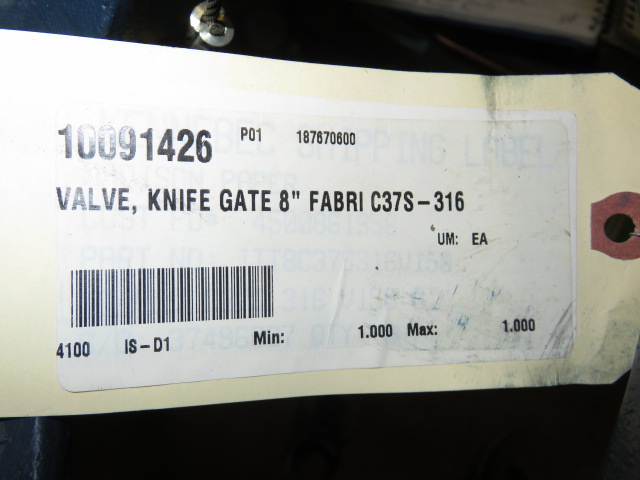 10091426 P01 187670600
VALVE, KNIFE GATE 8" FABRI C37S-316
UM: EA
4100 IS-D1 Min: 1.000 Max: 1.000